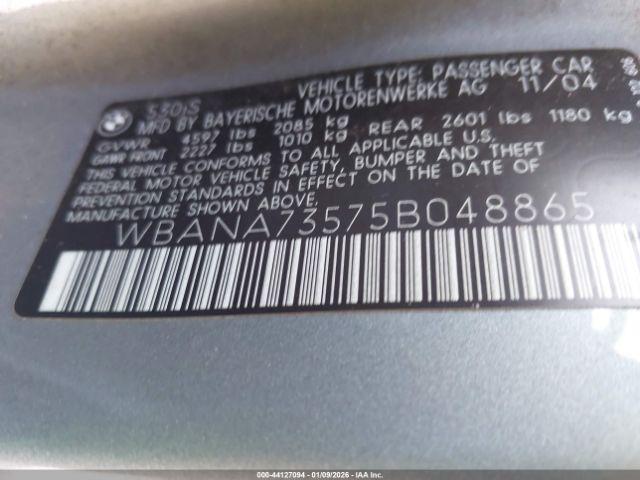 530iS VEHICLE TYPE: PASSENGER CAR
MFD BY BAYERISCHE MOTORENWERKE AG 11/04
GVWR 4597 lbs 2085 kg
GAWR FRONT 2227 lbs 1010 kg REAR 2601 lbs 1180 kg
THIS VEHICLE CONFORMS TO ALL APPLICABLE U.S.
FEDERAL MOTOR VEHICLE SAFETY, BUMPER AND THEFT
PREVENTION STANDARDS IN EFFECT ON THE DATE OF
MANUFACTURE SHOWN ABOVE
WBANA73575B048865
000-44127094 | 01/09/2026 | IAA Inc.